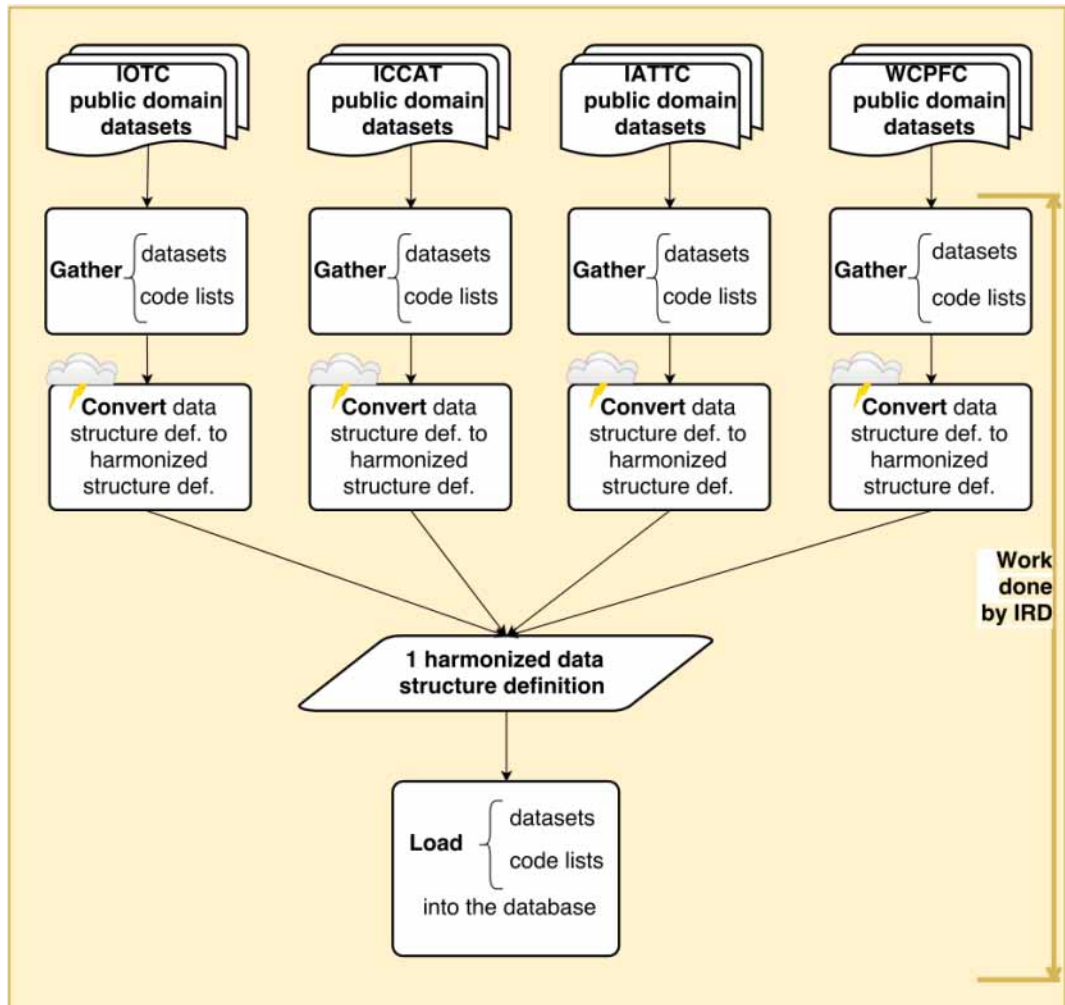 IOTC
public domain
datasets
ICCAT
public domain
datasets
IATTC
public domain
datasets
WCPFC
public domain
datasets
Gather
datasets
code lists
Gather
datasets
code lists
Gather
datasets
code lists
Gather
datasets
code lists
Convert data
structure def. to
harmonized
structure def.
Convert data
structure def. to
harmonized
structure def.
Convert data
structure def. to
harmonized
structure def.
Convert data
structure def. to
harmonized
structure def.
Work
done
by IRD
1 harmonized data
structure definition
Load
datasets
code lists
into the database